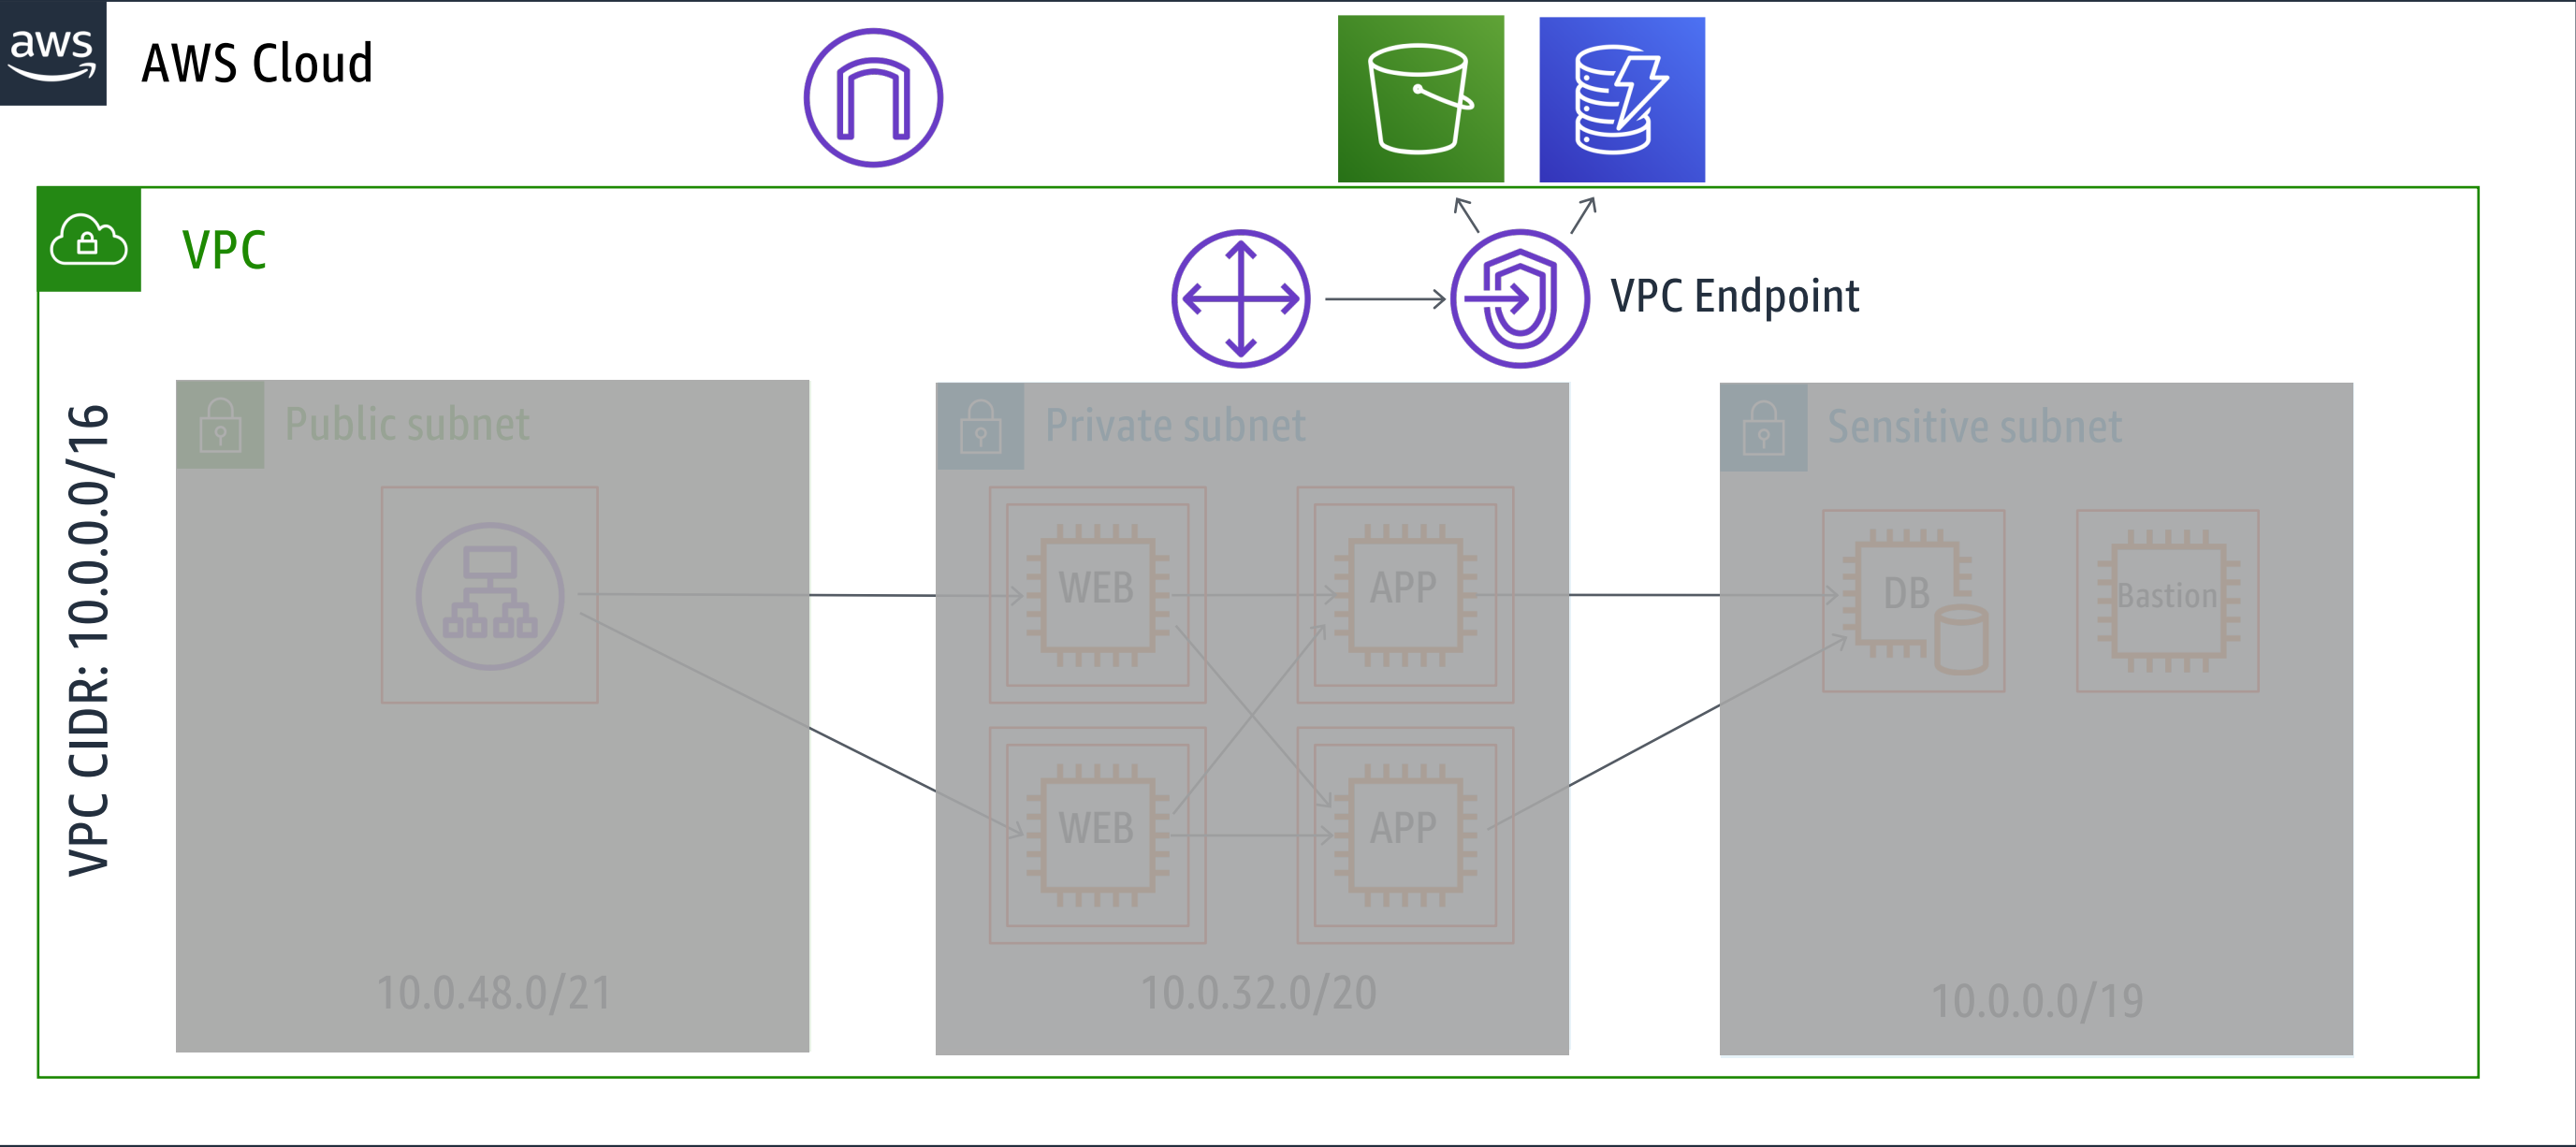 aws
AWS Cloud
VPC
VPC Endpoint
VPC CIDR: 10.0.0.0/16
Public subnet
Private subnet
Sensitive subnet
WEB
APP
DB
Bastion
WEB
APP
10.0.48.0/21
10.0.32.0/20
10.0.0.0/19